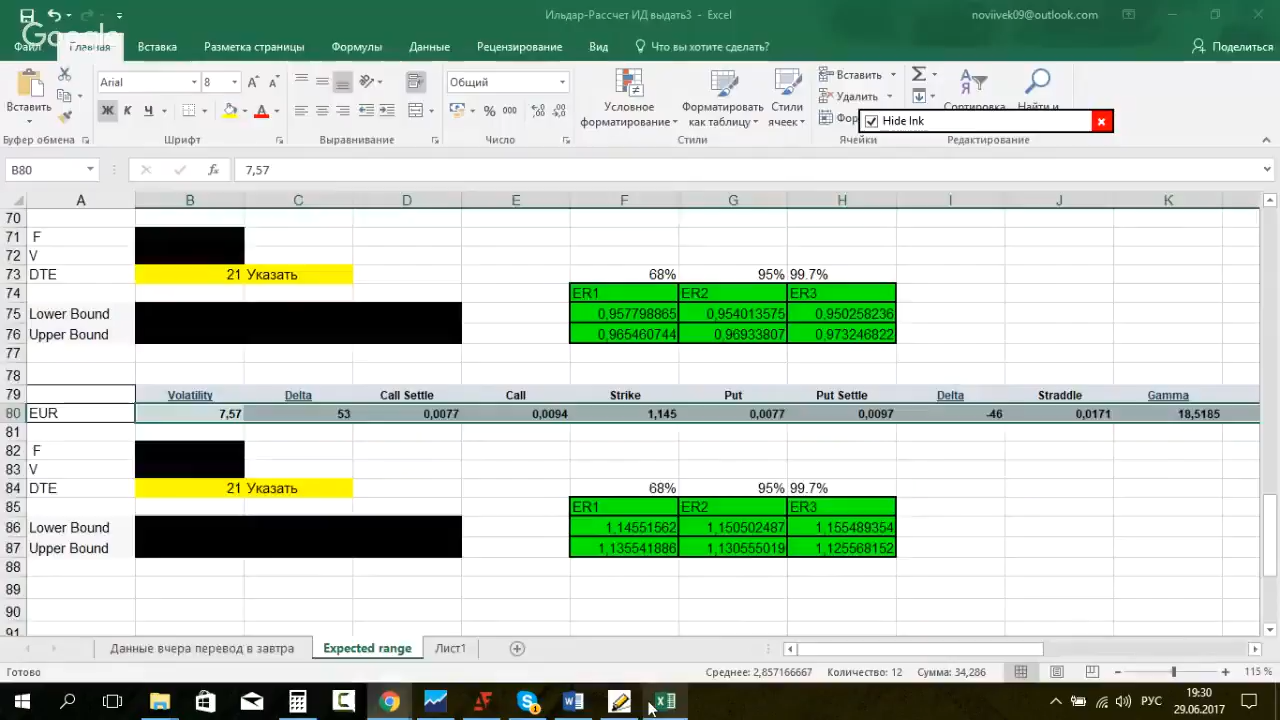 Ильдар-Рассчет ИД выдать3 - Excel
noviivek09@outlook.com
Google
Файл Главная Вставка Разметка страницы Формулы Данные Рецензирование Вид Что вы хотите сделать? Поделиться
Вставить
Arial 8
Ж К Ч
Общий
% 000
Условное форматирование
Форматировать как таблицу
Стили ячеек
Вставить
Удалить
Сортировка
Найти и
Hide Ink
Буфер обмена Шрифт Выравнивание Число Стили Ячейки Редактирование
B80 fx 7,57
A B C D E F G H I J K
70
71 F
72 V
73 DTE 21 Указать 68% 95% 99.7%
74 ER1 ER2 ER3
75 Lower Bound 0,957798865 0,954013575 0,950258236
76 Upper Bound 0,965460744 0,96933807 0,973246822
77
78
79 Volatility Delta Call Settle Call Strike Put Put Settle Delta Straddle Gamma
80 EUR 7,57 53 0,0077 0,0094 1,145 0,0077 0,0097 -46 0,0171 18,5185
81
82 F
83 V
84 DTE 21 Указать 68% 95% 99.7%
85 ER1 ER2 ER3
86 Lower Bound 1,14551562 1,150502487 1,155489354
87 Upper Bound 1,135541886 1,130555019 1,125568152
88
89
90
91
Данные вчера перевод в завтра Expected range Лист1
Готово Среднее: 2,857166667 Количество: 12 Сумма: 34,286 115 %
РУС
19:30
29.06.2017